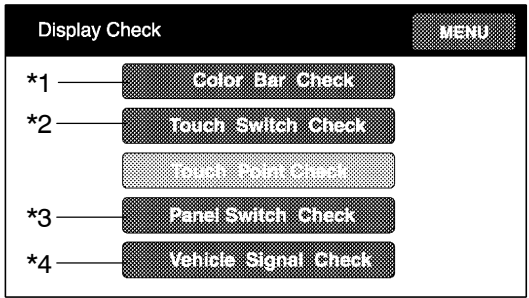 Display Check MENU
*1 Color Bar Check
*2 Touch Switch Check
Touch Point Check
*3 Panel Switch Check
*4 Vehicle Signal Check